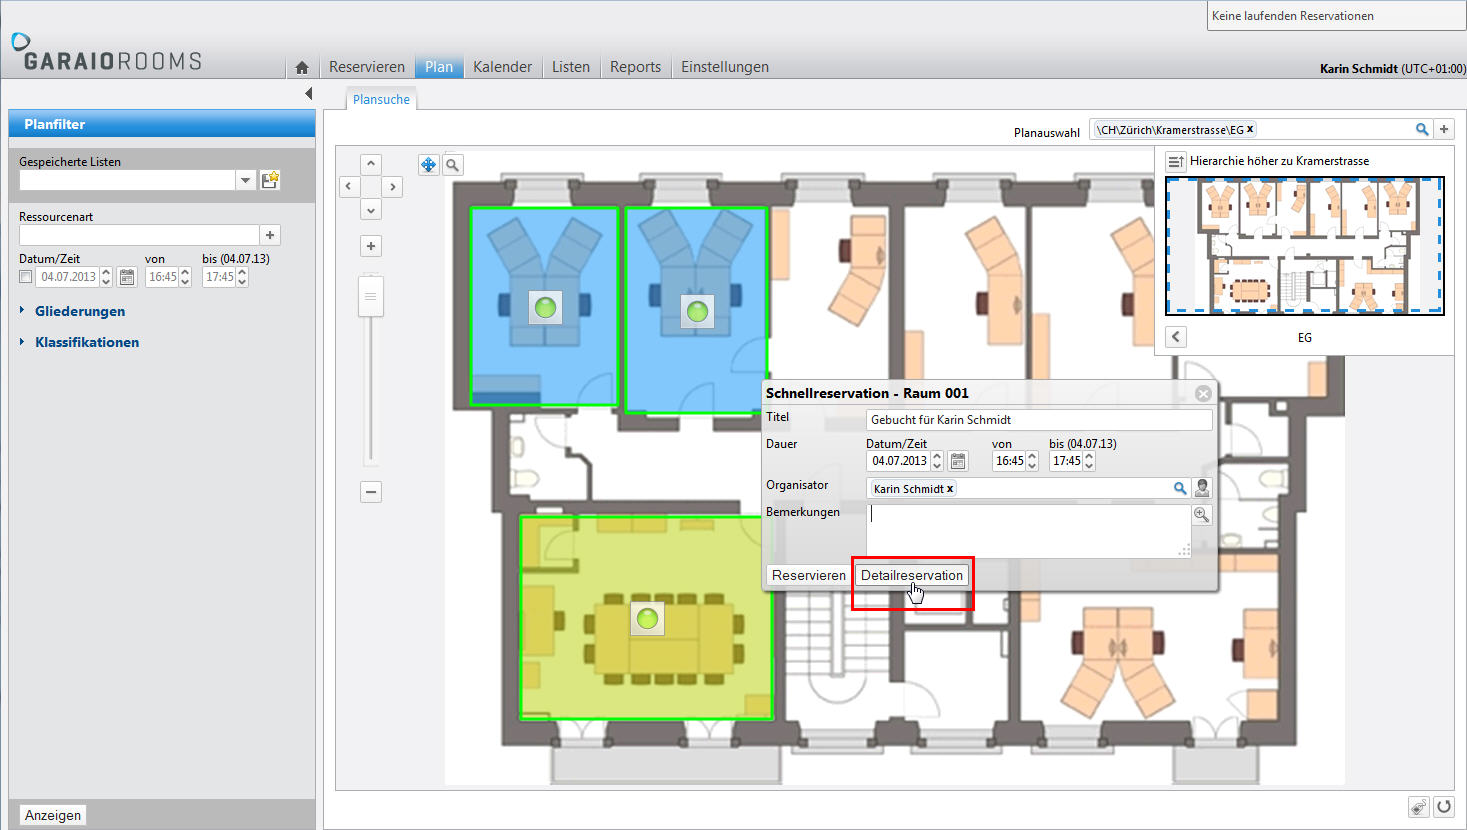 Keine laufenden Reservationen
GARAIOROOMS
Reservieren Plan Kalender Listen Reports Einstellungen
Karin Schmidt (UTC+01:00)
Plansuche
Planfilter
Planauswahl \CH\Zürich\Kramerstrasse\EG x
Gespeicherte Listen
Hierarchie höher zu Kramerstrasse
Ressourcenart
Datum/Zeit von bis (04.07.13)
04.07.2013 16:45 17:45
Gliederungen
Klassifikationen
EG
Schnellreservation - Raum 001
Titel Gebucht für Karin Schmidt
Dauer Datum/Zeit von bis (04.07.13)
04.07.2013 16:45 17:45
Organisator Karin Schmidt x
Bemerkungen
Reservieren Detailreservation
Anzeigen